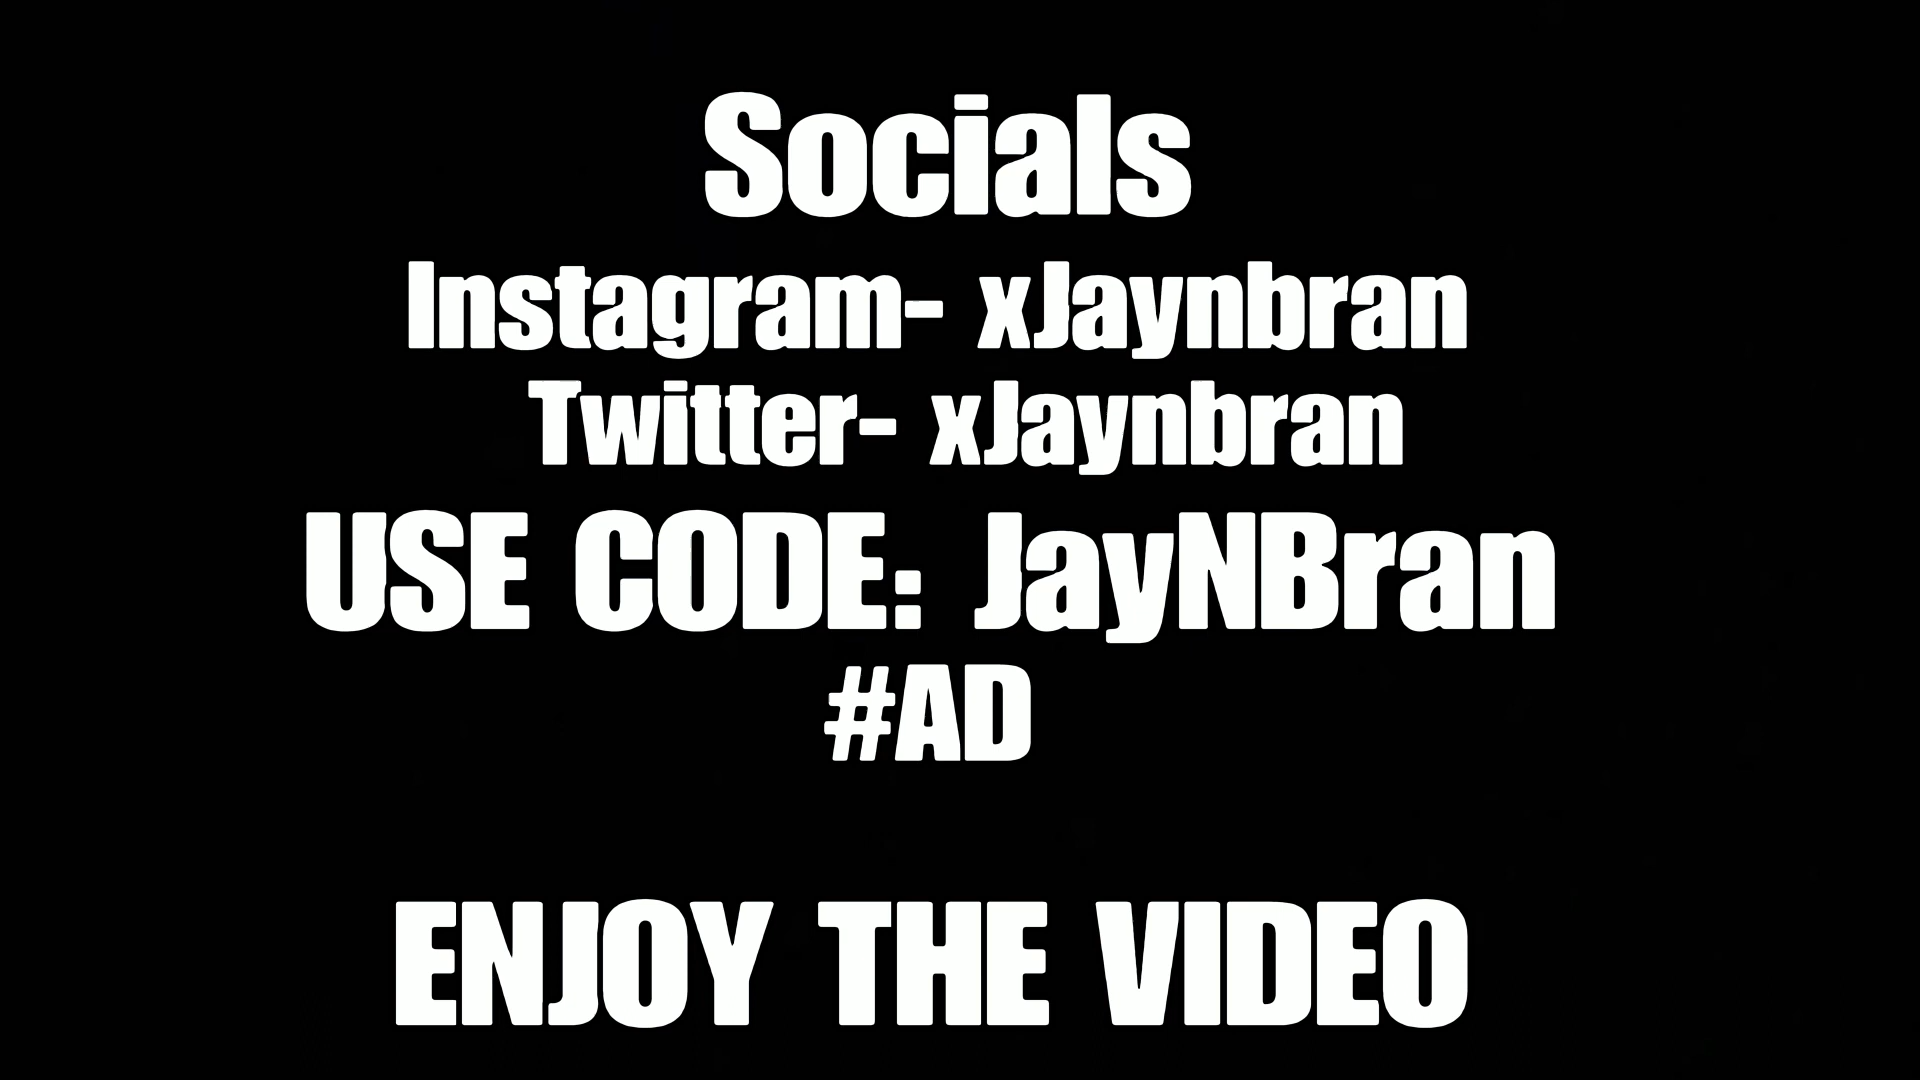 Socials
Instagram- xJaynbran
Twitter- xJaynbran
USE CODE: JayNBran
#AD
ENJOY THE VIDEO